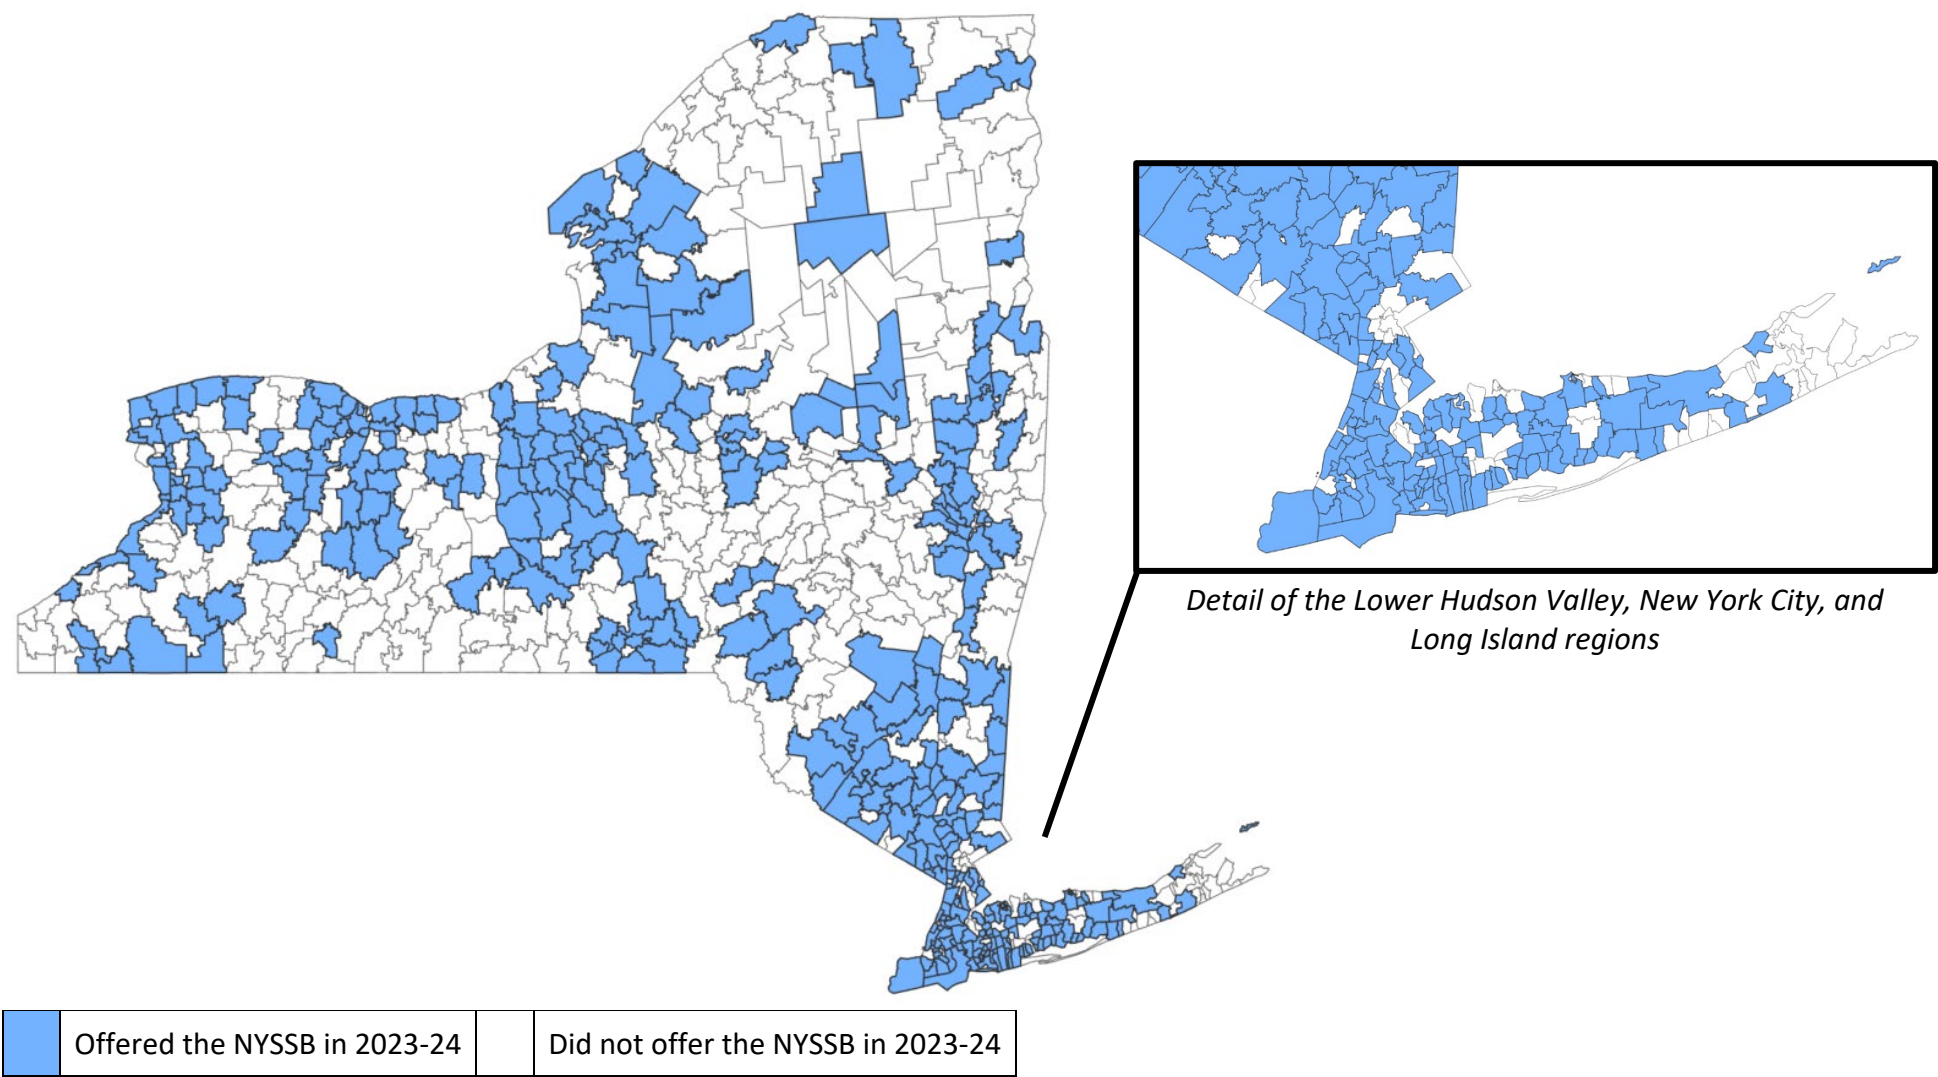 Detail of the Lower Hudson Valley, New York City, and
Long Island regions
Offered the NYSSB in 2023-24
Did not offer the NYSSB in 2023-24